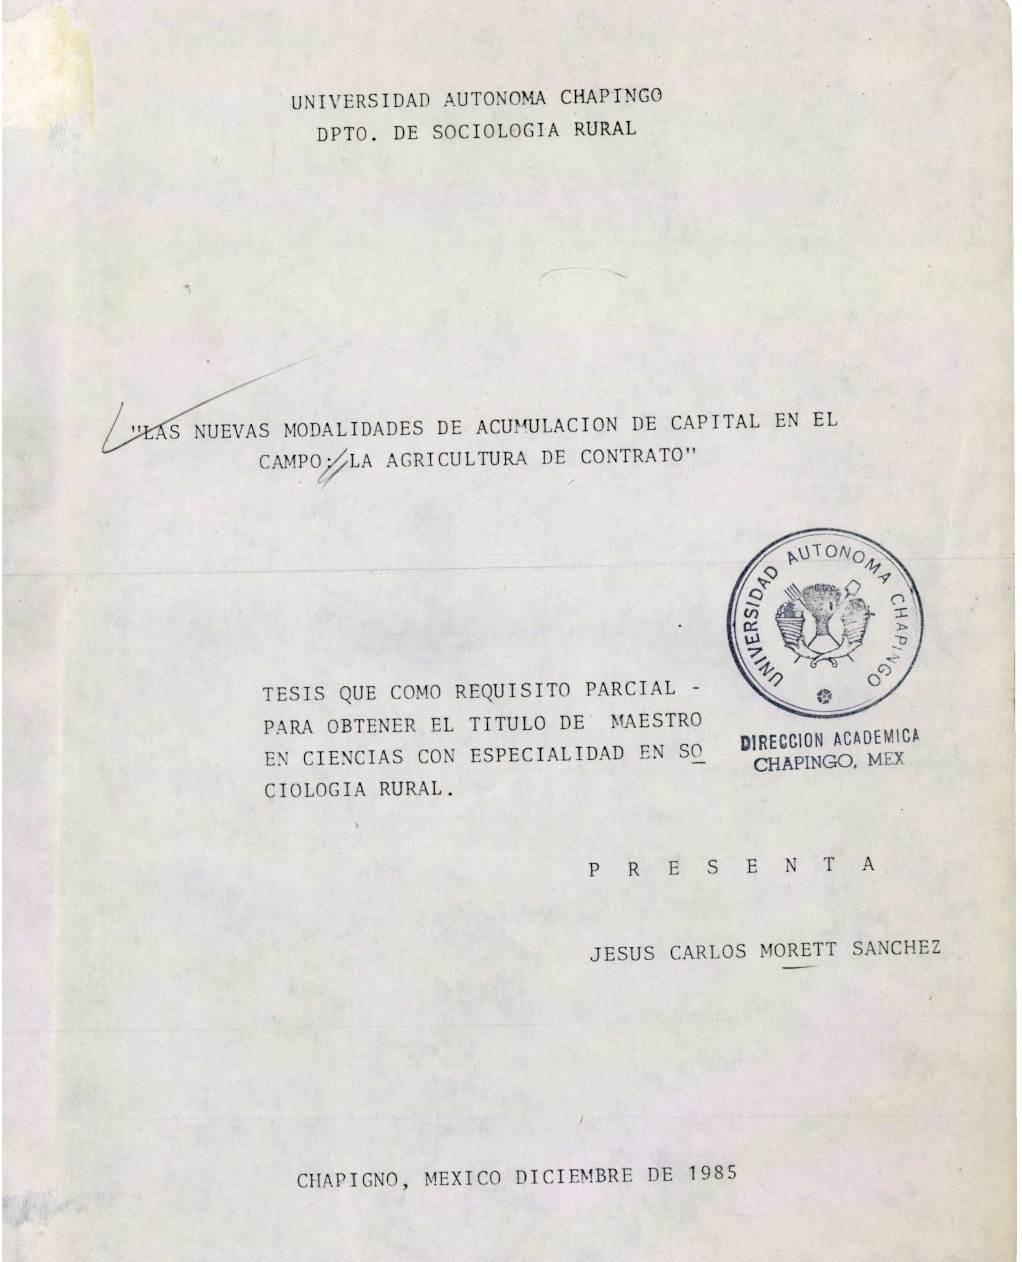 UNIVERSIDAD AUTONOMA CHAPINGO
DPTO. DE SOCIOLOGIA RURAL
"LAS NUEVAS MODALIDADES DE ACUMULACION DE CAPITAL EN EL
CAMPO: LA AGRICULTURA DE CONTRATO"
UNIVERSIDAD AUTONOMA CHAPINGO
DIRECCION ACADEMICA
CHAPINGO, MEX
TESIS QUE COMO REQUISITO PARCIAL -
PARA OBTENER EL TITULO DE MAESTRO
EN CIENCIAS CON ESPECIALIDAD EN SO
CIOLOGIA RURAL.
P R E S E N T A
JESUS CARLOS MORETT SANCHEZ
CHAPIGNO, MEXICO DICIEMBRE DE 1985